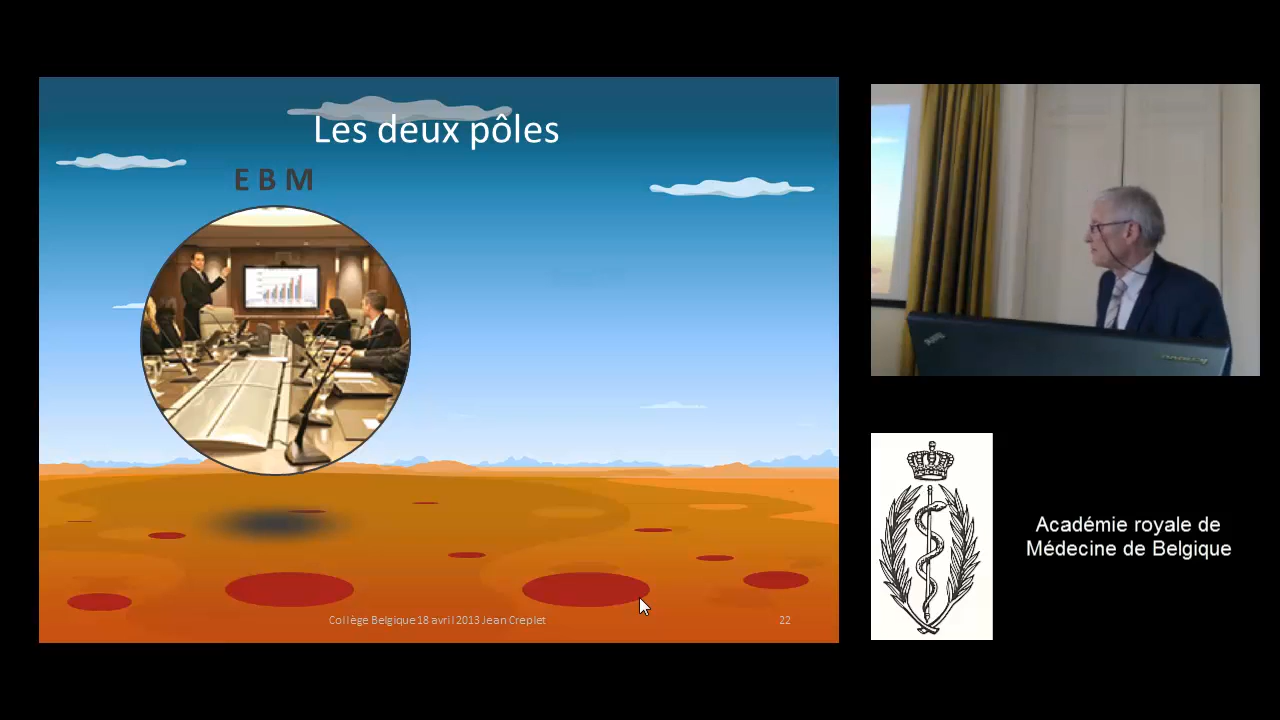 Les deux pôles
E B M
Collège Belgique 18 avril 2013 Jean Creplet
22
Académie royale de
Médecine de Belgique